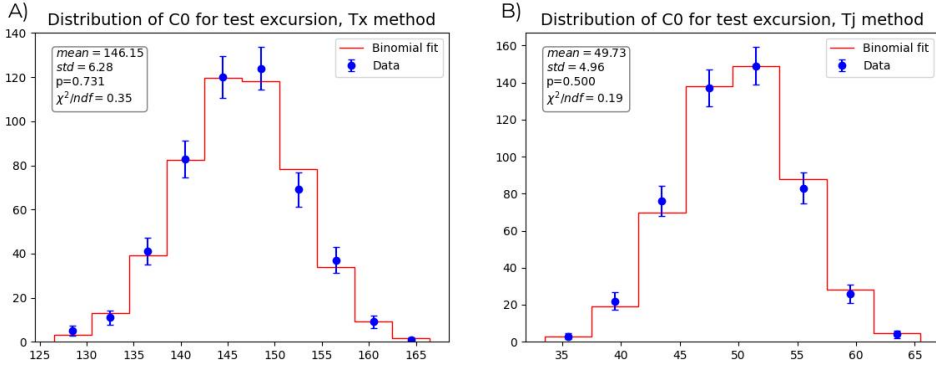 A)
Distribution of C0 for test excursion, Tx method
mean = 146.15
std = 6.28
p=0.731
χ²/ndf = 0.35
Binomial fit
Data
140
120
100
80
60
40
20
0
125 130 135 140 145 150 155 160 165
B)
Distribution of C0 for test excursion, Tj method
mean = 49.73
std = 4.96
p=0.500
χ²/ndf = 0.19
Binomial fit
Data
160
140
120
100
80
60
40
20
0
35 40 45 50 55 60 65